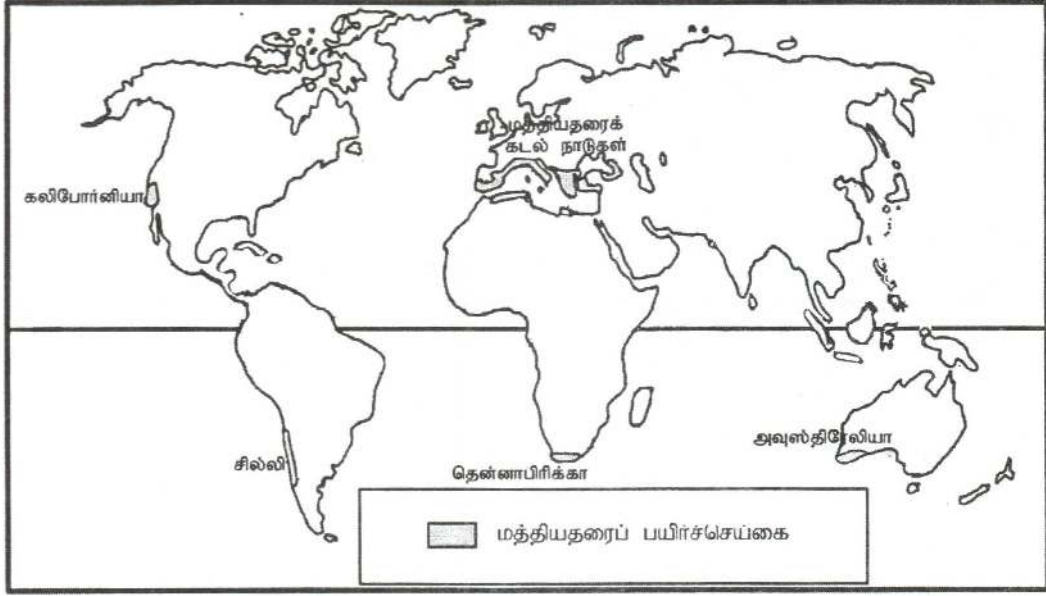 மத்தியதரைக்
கடல் நாடுகள்
கலிபோர்னியா
அவுஸ்திரேலியா
சில்லி
தென்னாபிரிக்கா
மத்தியதரைப் பயிர்ச்செய்கை